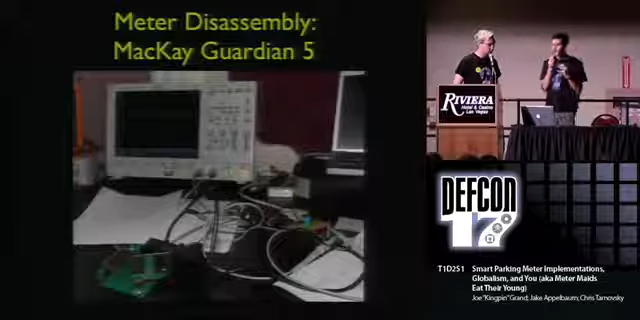 Meter Disassembly:
MacKay Guardian 5
RIVIERA
Hotel & Casino
Las Vegas
DEFCON
17
T1D2S1 Smart Parking Meter Implementations,
Globalism, and You (aka Meter Maids
Eat Their Young)
Joe "Kingpin" Grand; Jake Appelbaum; Chris Tarnovsky